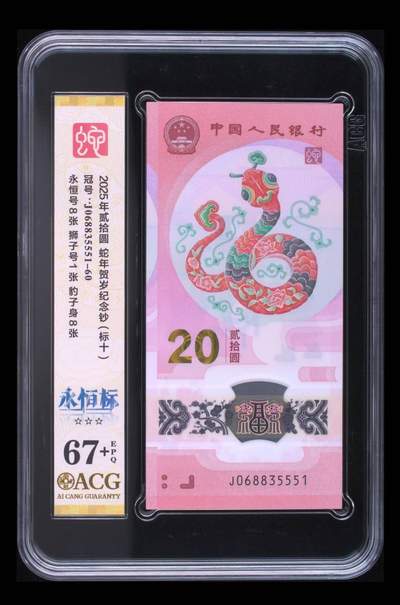 2025年贰拾圆 蛇年贺岁纪念钞（标十）
冠号：J068835551-60
永恒号8张 狮子号1张 豹子身8张
永恒标
☆☆☆
67+
EPQ
ACG
AI CANG GUARANTY
中国人民银行
20
贰拾圆
J068835551
ACG